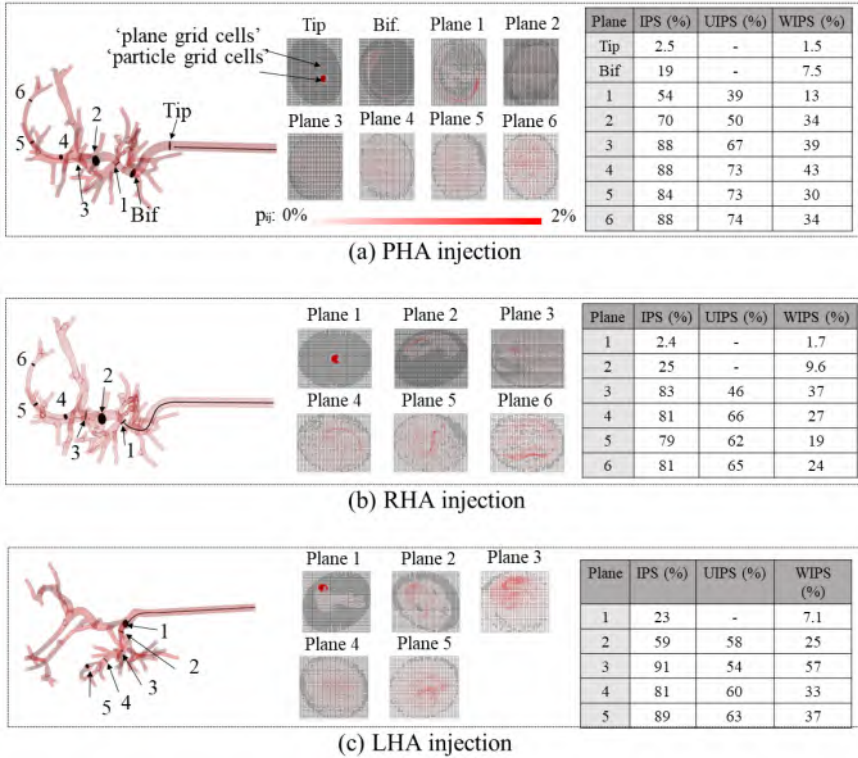 'plane grid cells'
'particle grid cells'
Tip
Bif.
Plane 1
Plane 2
Plane 3
Plane 4
Plane 5
Plane 6
6
5
4
2
3
1
Bif
Tip
pij: 0%
2%
Plane IPS (%) UIPS (%) WIPS (%)
Tip 2.5 - 1.5
Bif 19 - 7.5
1 54 39 13
2 70 50 34
3 88 67 39
4 88 73 43
5 84 73 30
6 88 74 34
(a) PHA injection
6
5
4
2
3
1
Plane 1
Plane 2
Plane 3
Plane 4
Plane 5
Plane 6
Plane IPS (%) UIPS (%) WIPS (%)
1 2.4 - 1.7
2 25 - 9.6
3 83 46 37
4 81 66 27
5 79 62 19
6 81 65 24
(b) RHA injection
1
2
3
4
5
Plane 1
Plane 2
Plane 3
Plane 4
Plane 5
Plane IPS (%) UIPS (%) WIPS
(%)
1 23 - 7.1
2 59 58 25
3 91 54 57
4 81 60 33
5 89 63 37
(c) LHA injection